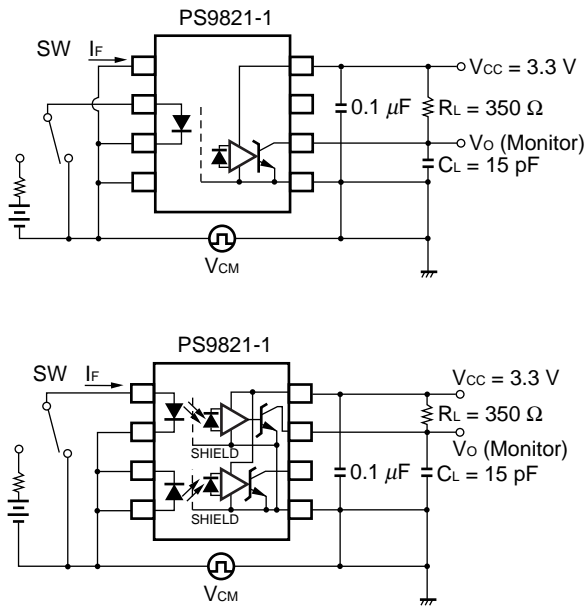 PS9821-1
SW IF
VCC = 3.3 V
0.1 μF RL = 350 Ω
VO (Monitor)
CL = 15 pF
VCM
PS9821-1
SW IF
VCC = 3.3 V
RL = 350 Ω
VO (Monitor)
SHIELD
0.1 μF CL = 15 pF
SHIELD
VCM